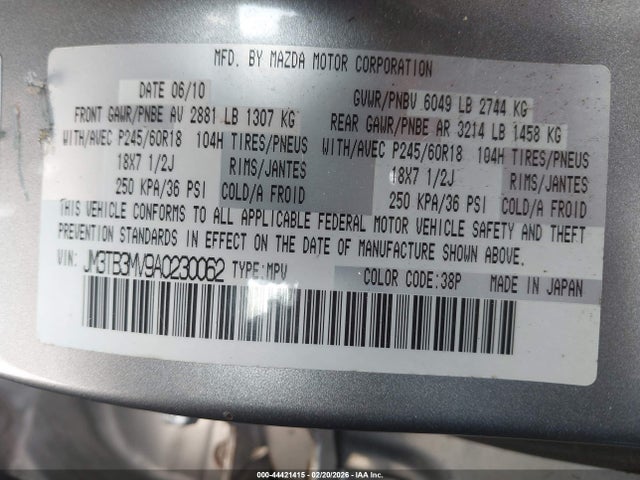 MFD. BY MAZDA MOTOR CORPORATION
DATE 06/10 GVWR/PNBV 6049 LB 2744 KG
FRONT GAWR/PNBE AV 2881 LB 1307 KG REAR GAWR/PNBE AR 3214 LB 1458 KG
WITH/AVEC P245/60R18 104H TIRES/PNEUS WITH/AVEC P245/60R18 104H TIRES/PNEUS
18X7 1/2J RIMS/JANTES 18X7 1/2J RIMS/JANTES
250 KPA/36 PSI COLD/A FROID 250 KPA/36 PSI COLD/A FROID
THIS VEHICLE CONFORMS TO ALL APPLICABLE FEDERAL MOTOR VEHICLE SAFETY AND THEFT
PREVENTION STANDARDS IN EFFECT ON THE DATE OF MANUFACTURE SHOWN ABOVE.
VIN: JM3TB3MV9A0230062 TYPE:MPV COLOR CODE:38P MADE IN JAPAN
000-44421415 - 02/20/2026 - IAAI.COM